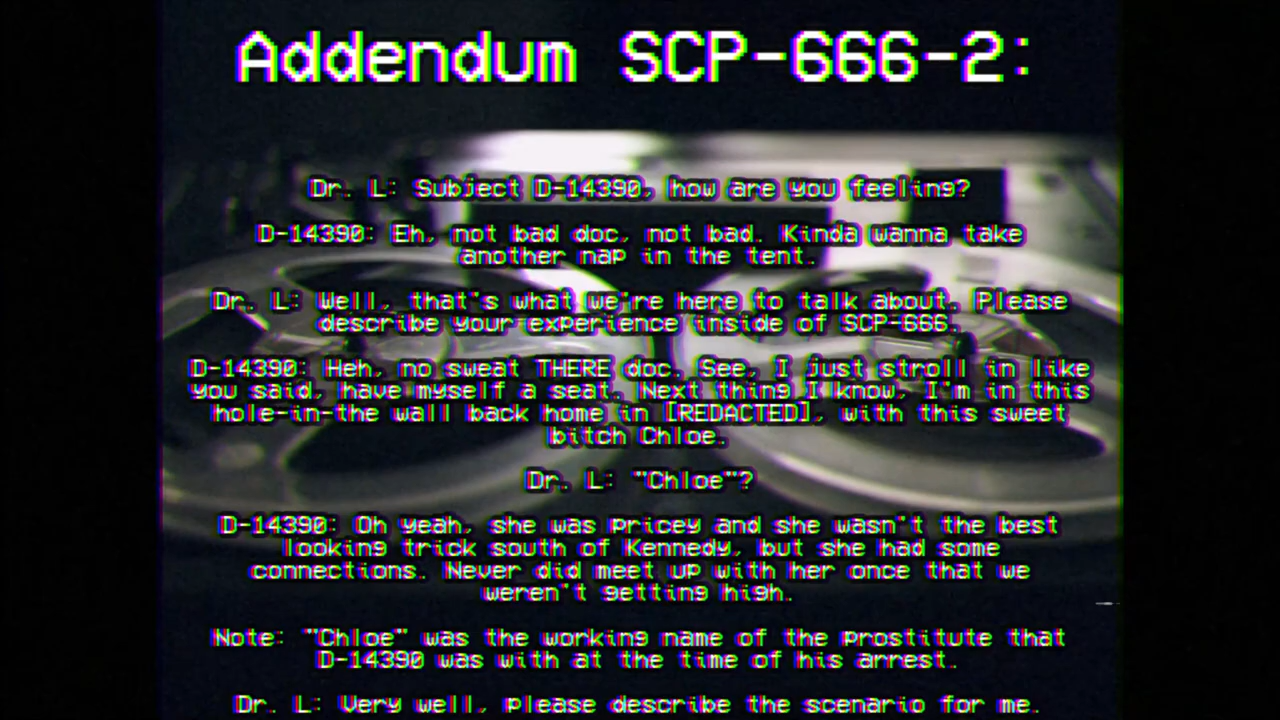 Addendum SCP-666-2:
Dr. L: Subject D-14390, how are you feeling?
D-14390: Eh, not bad doc, not bad. Kinda wanna take
another nap in the tent.
Dr. L: Well, that's what we're here to talk about. Please
describe your experience inside of SCP-666.
D-14390: Heh, no sweat THERE doc. See, I just stroll in like
you said, have myself a seat. Next thing I know, I'm in this
hole-in-the wall back home in [REDACTED], with this sweet
bitch Chloe.
Dr. L: "Chloe"?
D-14390: Oh yeah, she was pricey and she wasn't the best
looking trick south of Kennedy, but she had some
connections. Never did meet up with her once that we
weren't getting high.
Note: "Chloe" was the working name of the prostitute that
D-14390 was with at the time of his arrest.
Dr. L: Very well, please describe the scenario for me.